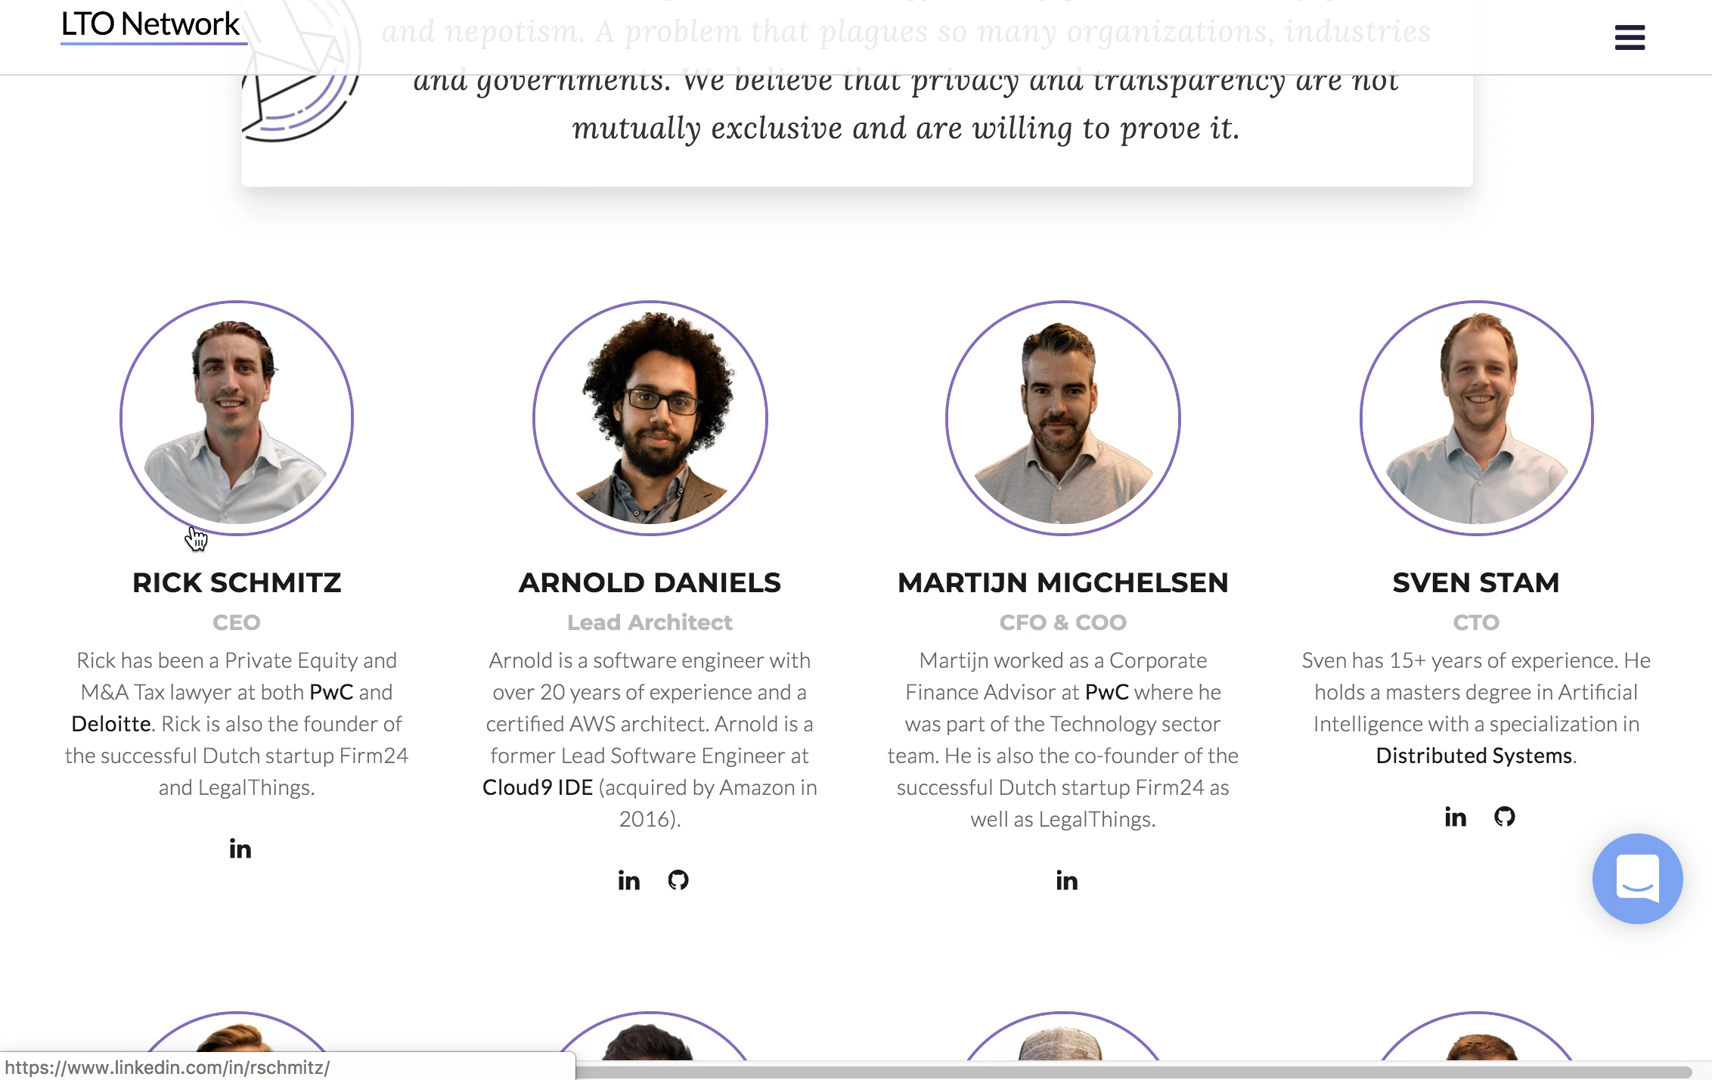 LTO Network
and nepotism. A problem that plagues so many organizations, industries
and governments. We believe that privacy and transparency are not
mutually exclusive and are willing to prove it.
RICK SCHMITZ
CEO
Rick has been a Private Equity and
M&A Tax lawyer at both PwC and
Deloitte. Rick is also the founder of
the successful Dutch startup Firm24
and LegalThings.
in
ARNOLD DANIELS
Lead Architect
Arnold is a software engineer with
over 20 years of experience and a
certified AWS architect. Arnold is a
former Lead Software Engineer at
Cloud9 IDE (acquired by Amazon in
2016).
in
MARTIJN MIGCHELSEN
CFO & COO
Martijn worked as a Corporate
Finance Advisor at PwC where he
was part of the Technology sector
team. He is also the co-founder of the
successful Dutch startup Firm24 as
well as LegalThings.
in
SVEN STAM
CTO
Sven has 15+ years of experience. He
holds a masters degree in Artificial
Intelligence with a specialization in
Distributed Systems.
in
https://www.linkedin.com/in/rschmitz/